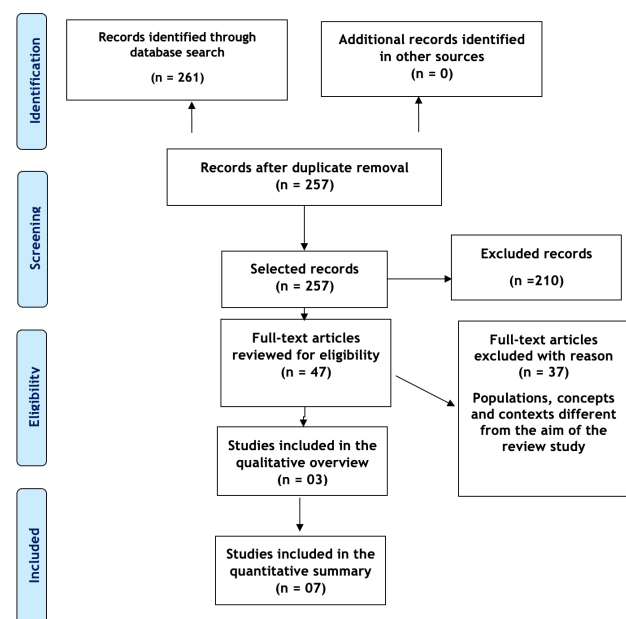 Identification
Records identified through
database search
(n = 261)
Additional records identified
in other sources
(n = 0)
Records after duplicate removal
(n = 257)
Screening
Selected records
(n = 257)
Excluded records
(n =210)
Eligibility
Full-text articles
reviewed for eligibility
(n = 47)
Full-text articles
excluded with reason
(n = 37)
Populations, concepts
and contexts different
from the aim of the
review study
Studies included in the
qualitative overview
(n = 03)
Included
Studies included in the
quantitative summary
(n = 07)